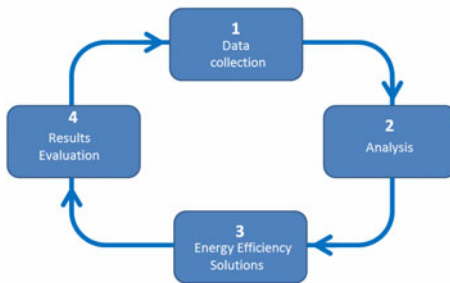 1
Data
collection
2
Analysis
3
Energy Efficiency
Solutions
4
Results
Evaluation